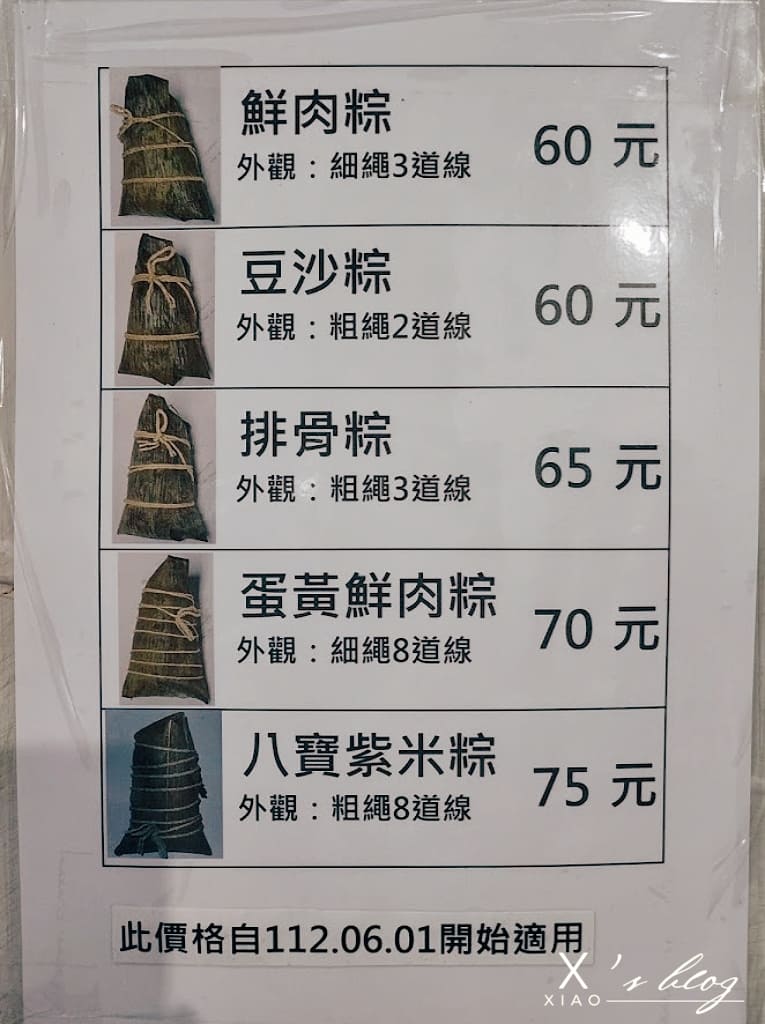 鮮肉粽
外觀：細繩3道線
60 元
豆沙粽
外觀：粗繩2道線
60 元
排骨粽
外觀：粗繩3道線
65 元
蛋黃鮮肉粽
外觀：細繩8道線
70 元
八寶紫米粽
外觀：粗繩8道線
75 元
此價格自112.06.01開始適用
X's blog
XIAO